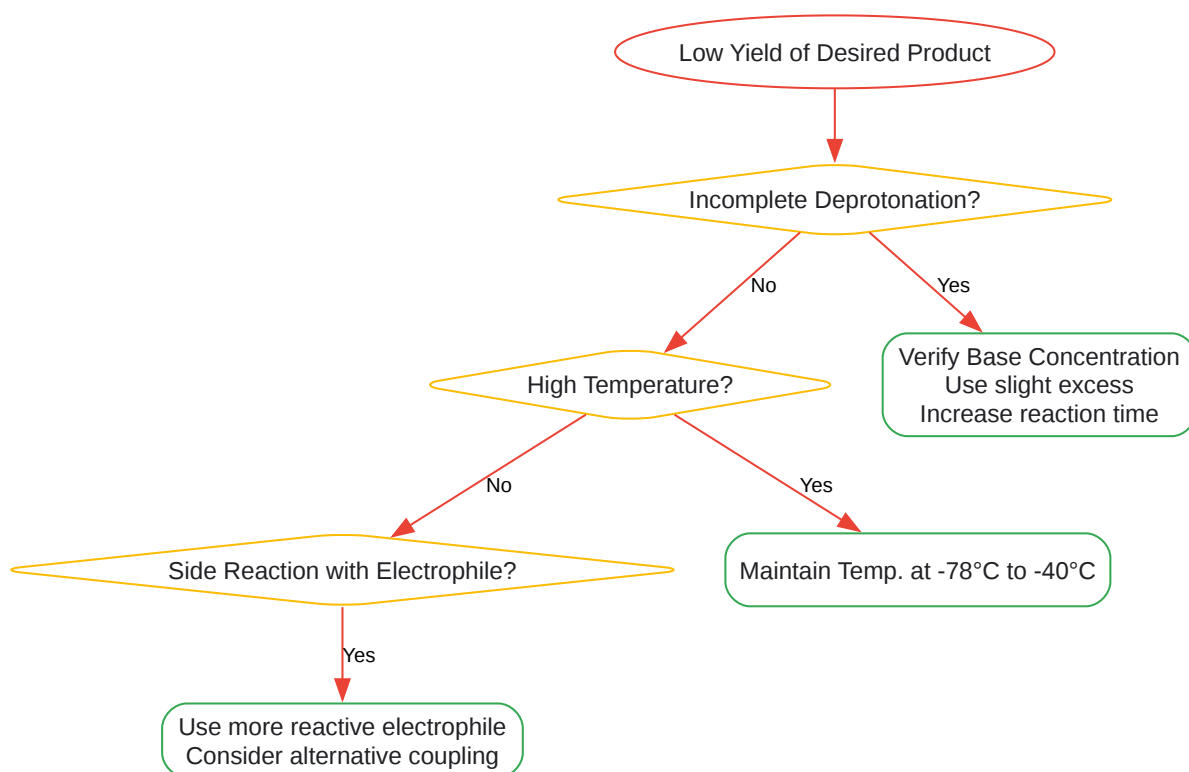 Low Yield of Desired Product
Incomplete Deprotonation?
No
Yes
Verify Base Concentration
Use slight excess
Increase reaction time
High Temperature?
No
Yes
Side Reaction with Electrophile?
Maintain Temp. at -78°C to -40°C
Yes
Use more reactive electrophile
Consider alternative coupling